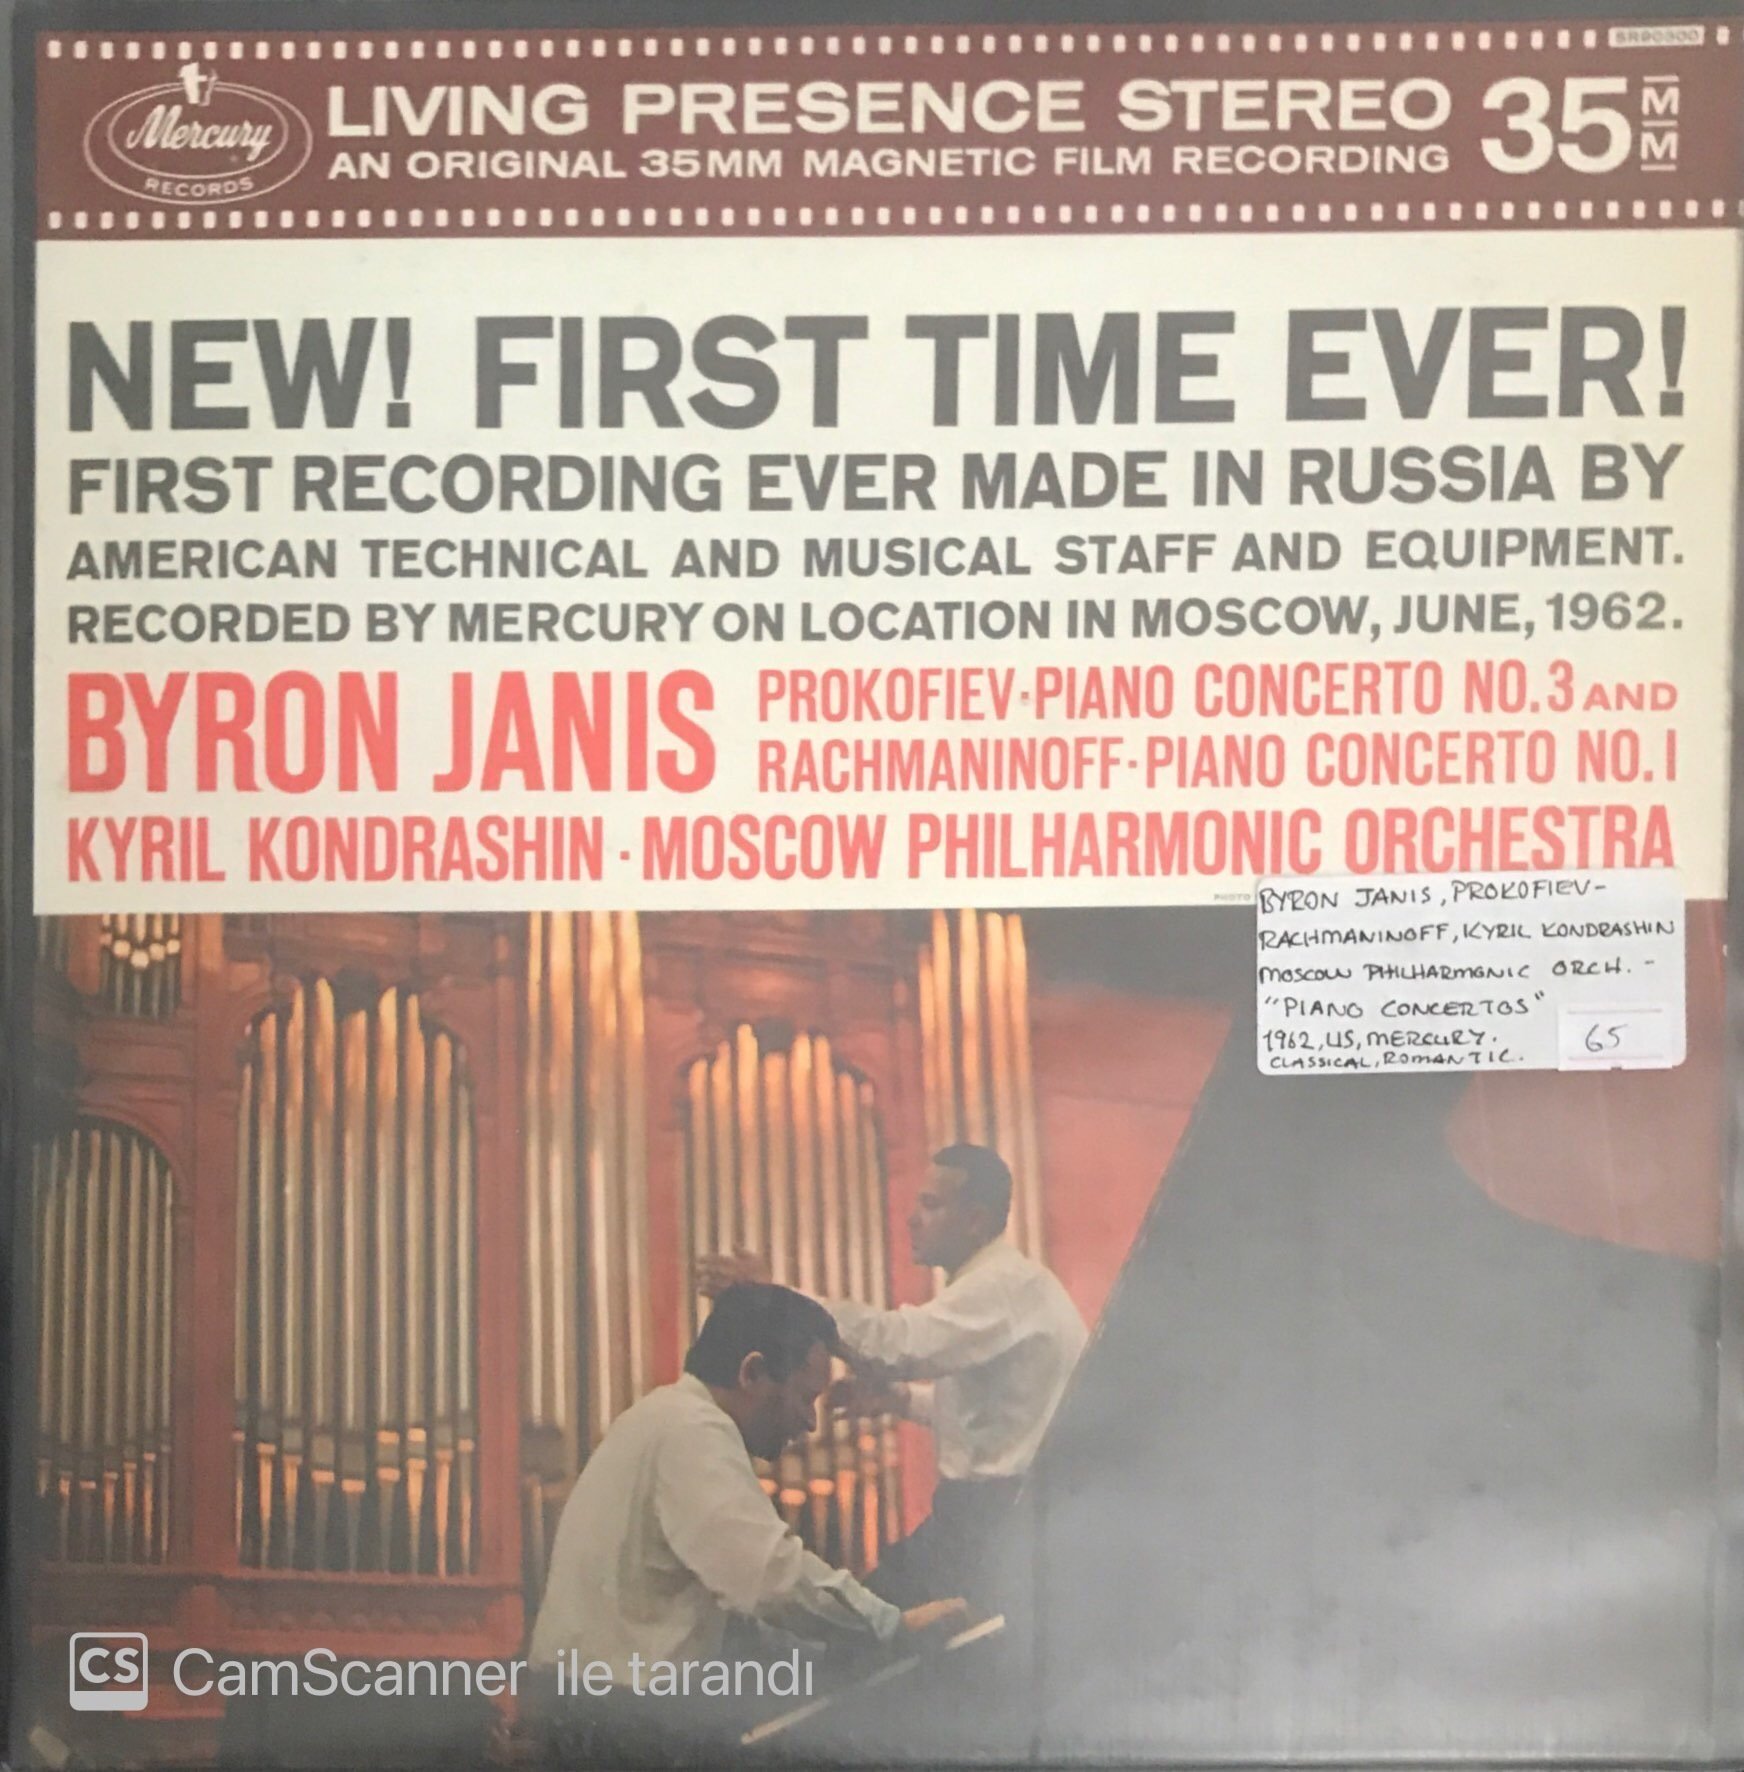 SR90300
Mercury
RECORDS
LIVING PRESENCE STEREO
AN ORIGINAL 35MM MAGNETIC FILM RECORDING
35 MM
NEW! FIRST TIME EVER!
FIRST RECORDING EVER MADE IN RUSSIA BY
AMERICAN TECHNICAL AND MUSICAL STAFF AND EQUIPMENT.
RECORDED BY MERCURY ON LOCATION IN MOSCOW, JUNE, 1962.
BYRON JANIS
PROKOFIEV·PIANO CONCERTO NO.3 AND
RACHMANINOFF·PIANO CONCERTO NO.1
KYRIL KONDRASHIN · MOSCOW PHILHARMONIC ORCHESTRA
PHOTO
BYRON JANIS, PROKOFIEV-
RACHMANINOFF, KYRIL KONDRASHIN
MOSCOW PHILHARMONIC ORCH. -
"PIANO CONCERTOS"
1962, US, MERCURY.
CLASSICAL, ROMANTIC.
65
CS CamScanner ile tarandı